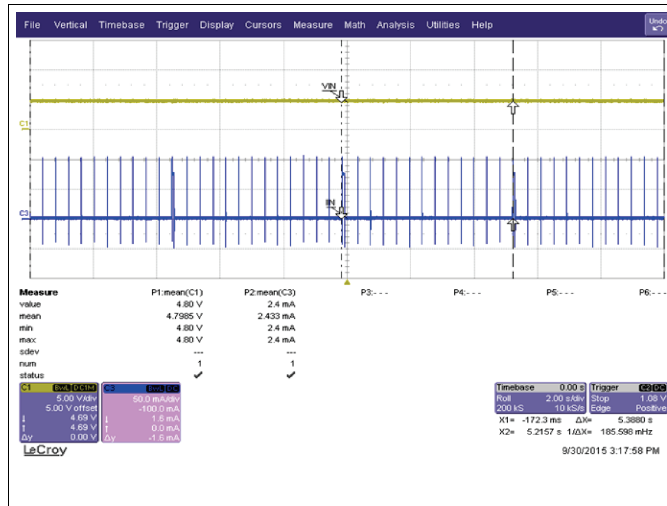 File Vertical Timebase Trigger Display Cursors Measure Math Analysis Utilities Help Undo
VIN
C1
IIN
C3
Measure P1:mean(C1) P2:mean(C3) P3:- - - P4:- - - P5:- - - P6:- - -
value 4.80 V 2.4 mA
mean 4.7985 V 2.433 mA
min 4.80 V 2.4 mA
max 4.80 V 2.4 mA
sdev --- ---
num 1 1
status ✓ ✓
C1 BwL DC1M C3 BwL DC Timebase 0.00 s Trigger C2 DC
5.00 V/div 50.0 mA/div Roll 2.00 s/div Stop 1.08 V
5.00 V offset -100.0 mA 200 kS 10 kS/s Edge Positive
4.69 V 1.6 mA X1= -172.3 ms ΔX= 5.3880 s
4.69 V 0.0 mA X2= 5.2157 s 1/ΔX= 185.598 mHz
Δy 0.00 V Δy -1.6 mA
LeCroy 9/30/2015 3:17:58 PM